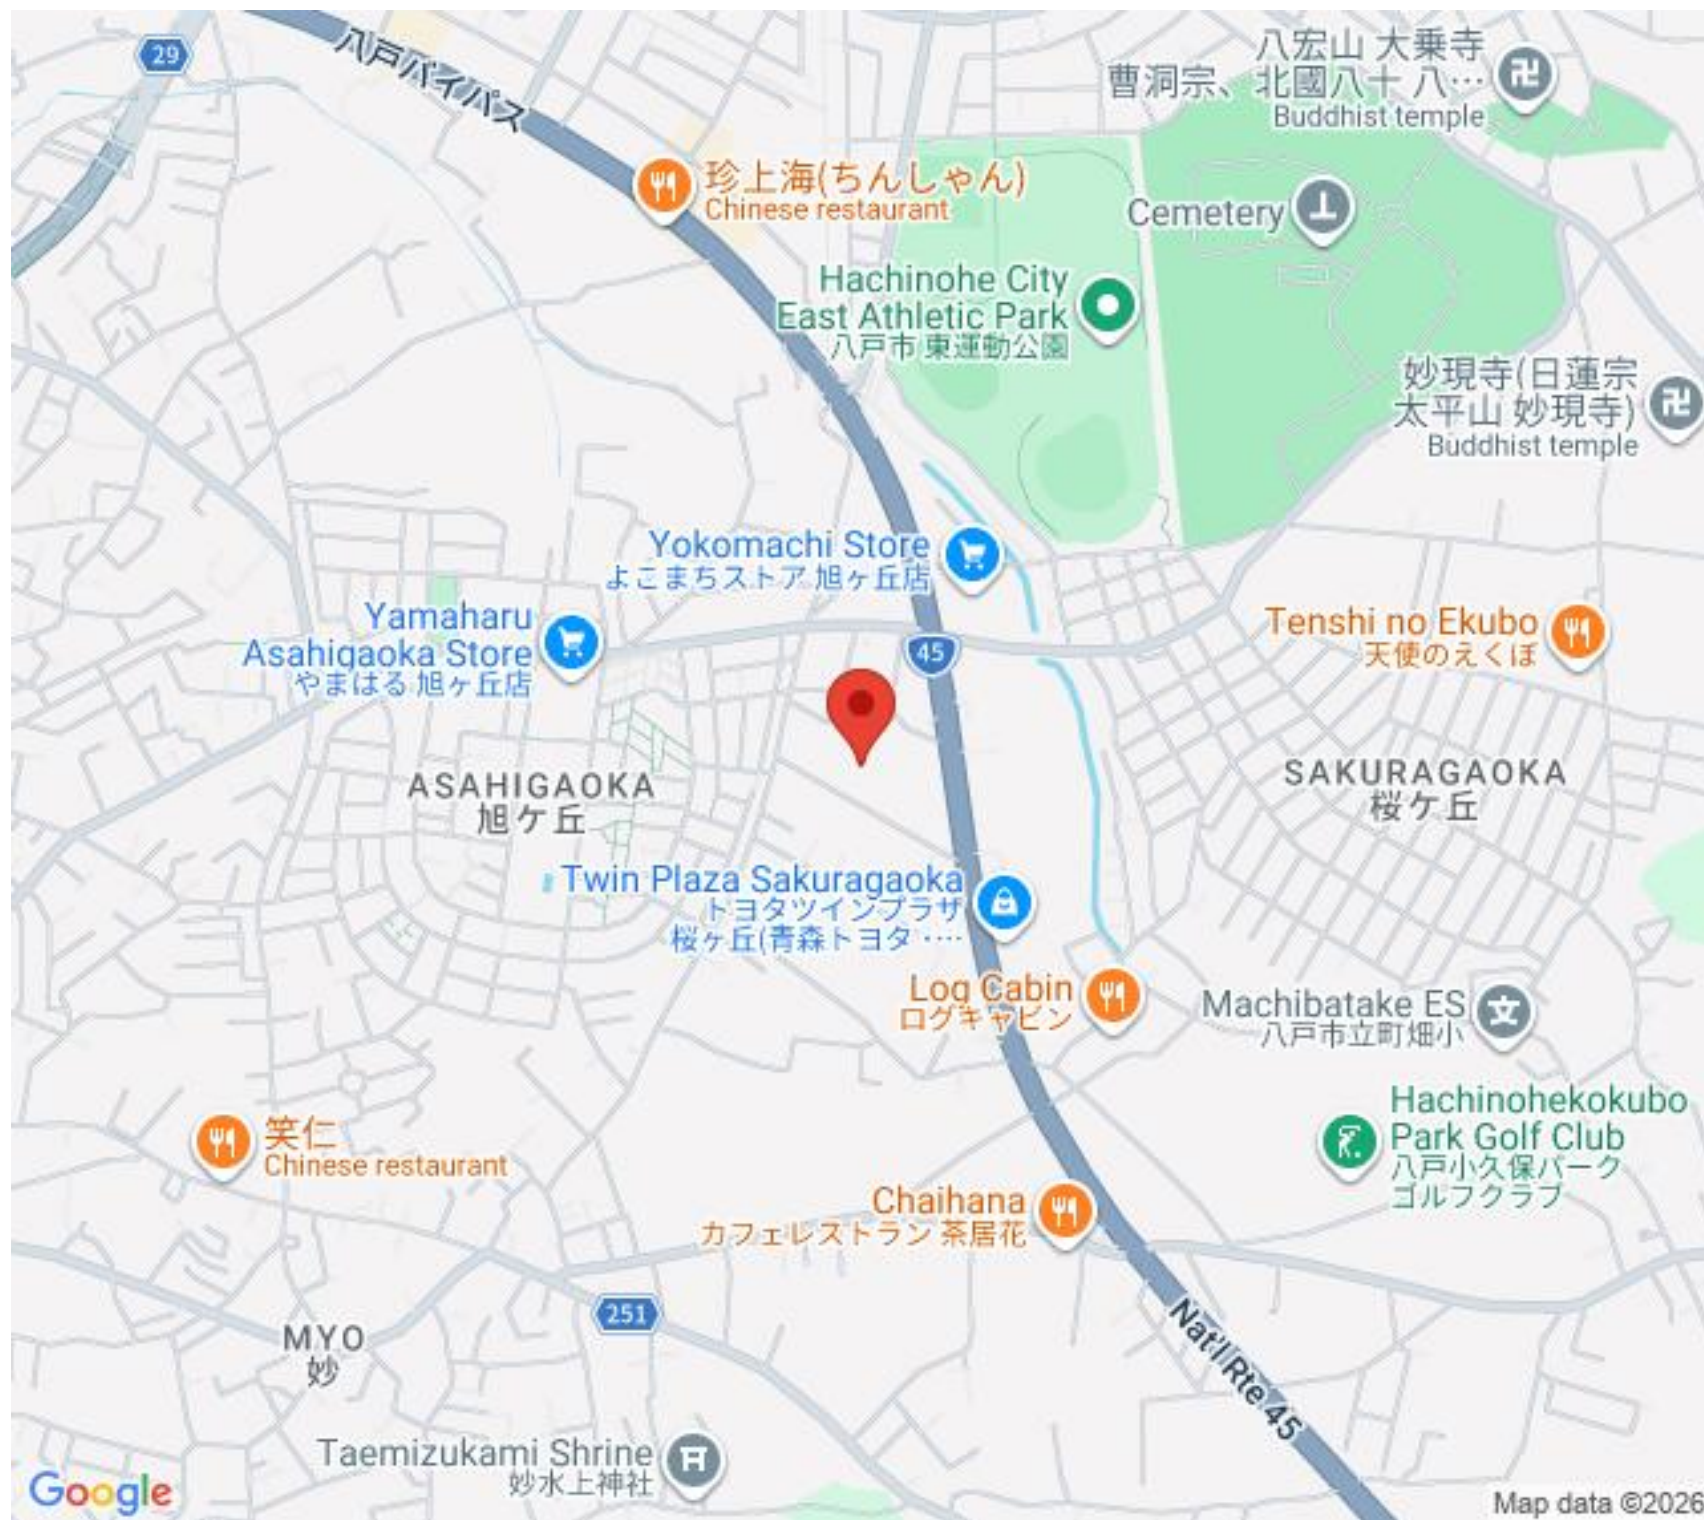 29
八戸バイパス
八宏山 大乗寺
曹洞宗、北國八十 八…
Buddhist temple
珍上海(ちんしゃん)
Chinese restaurant
Cemetery
Hachinohe City
East Athletic Park
八戸市 東運動公園
妙現寺(日蓮宗
太平山 妙現寺)
Buddhist temple
Yokomachi Store
よこまちストア 旭ヶ丘店
Yamaharu
Asahigaoka Store
やまはる 旭ヶ丘店
45
Tenshi no Ekubo
天使のえくぼ
ASAHIGAOKA
旭ケ丘
SAKURAGAOKA
桜ケ丘
Twin Plaza Sakuragaoka
トヨタツインプラザ
桜ヶ丘(青森トヨタ・…
Log Cabin
ログキャビン
Machibatake ES
八戸市立町畑小
Hachinohekokubo
Park Golf Club
八戸小久保パーク
ゴルフクラブ
笑仁
Chinese restaurant
Chaihana
カフェレストラン 茶居花
251
MYO
妙
Nat'l Rte 45
Taemizukami Shrine
妙水上神社
Google
Map data ©2026